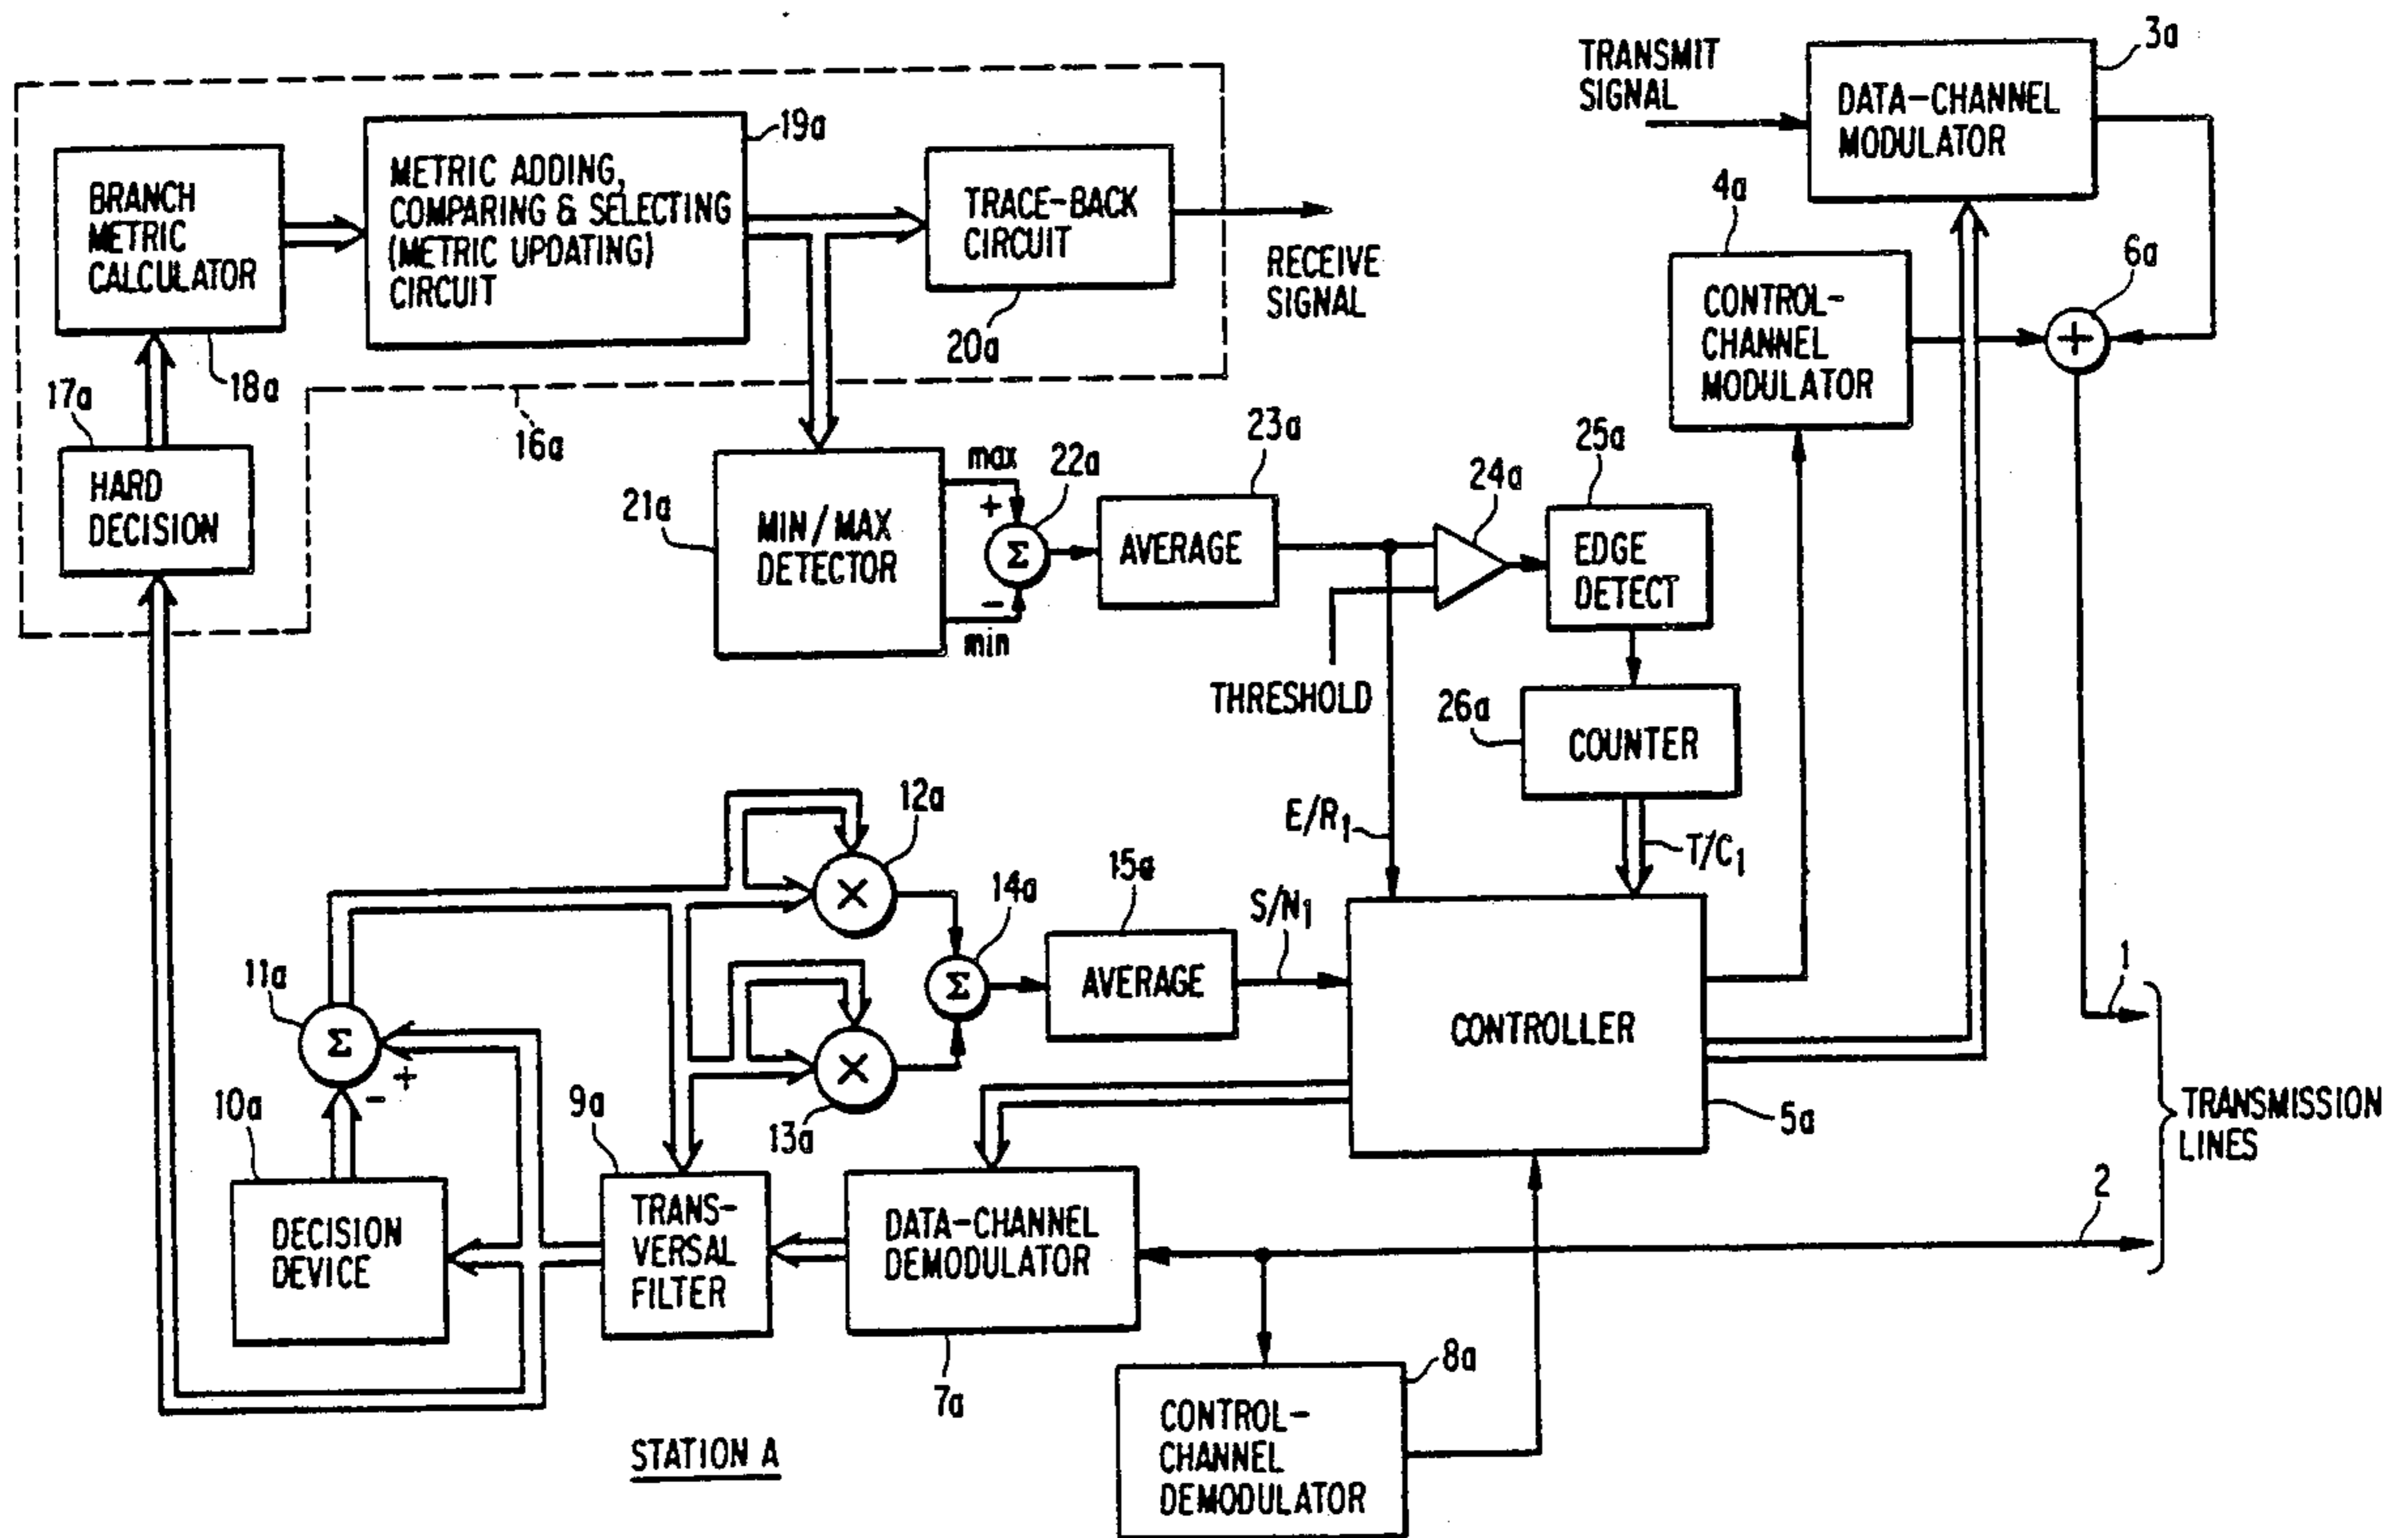 TRANSMIT
SIGNAL
3a
DATA-CHANNEL
MODULATOR
19a
METRIC ADDING,
COMPARING & SELECTING
(METRIC UPDATING)
CIRCUIT
BRANCH
METRIC
CALCULATOR
TRACE-BACK
CIRCUIT
RECEIVE
SIGNAL
20a
4a
CONTROL-
CHANNEL
MODULATOR
6a
+
17a
18a
16a
HARD
DECISION
21a
MIN/MAX
DETECTOR
max
+
22a
Σ
-
min
23a
AVERAGE
24a
THRESHOLD
25a
EDGE
DETECT
26a
COUNTER
E/R1
T/C1
12a
×
13a
×
14a
Σ
15a
AVERAGE
S/N1
CONTROLLER
5a
11a
Σ
+
-
10a
DECISION
DEVICE
9a
TRANS-
VERSAL
FILTER
DATA-CHANNEL
DEMODULATOR
7a
8a
CONTROL-
CHANNEL
DEMODULATOR
1
2
TRANSMISSION
LINES
STATION A